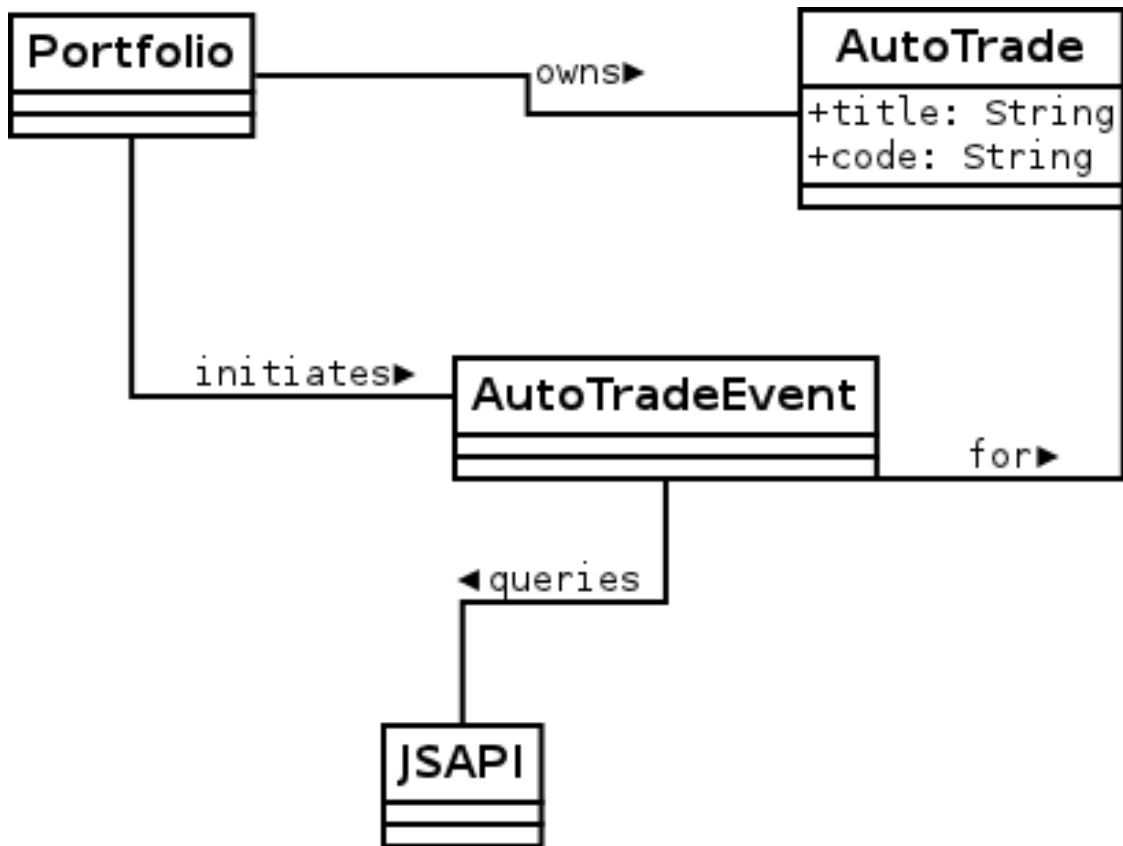 Portfolio
owns►
AutoTrade
+title: String
+code: String
initiates►
AutoTradeEvent
for►
◄queries
JSAPI